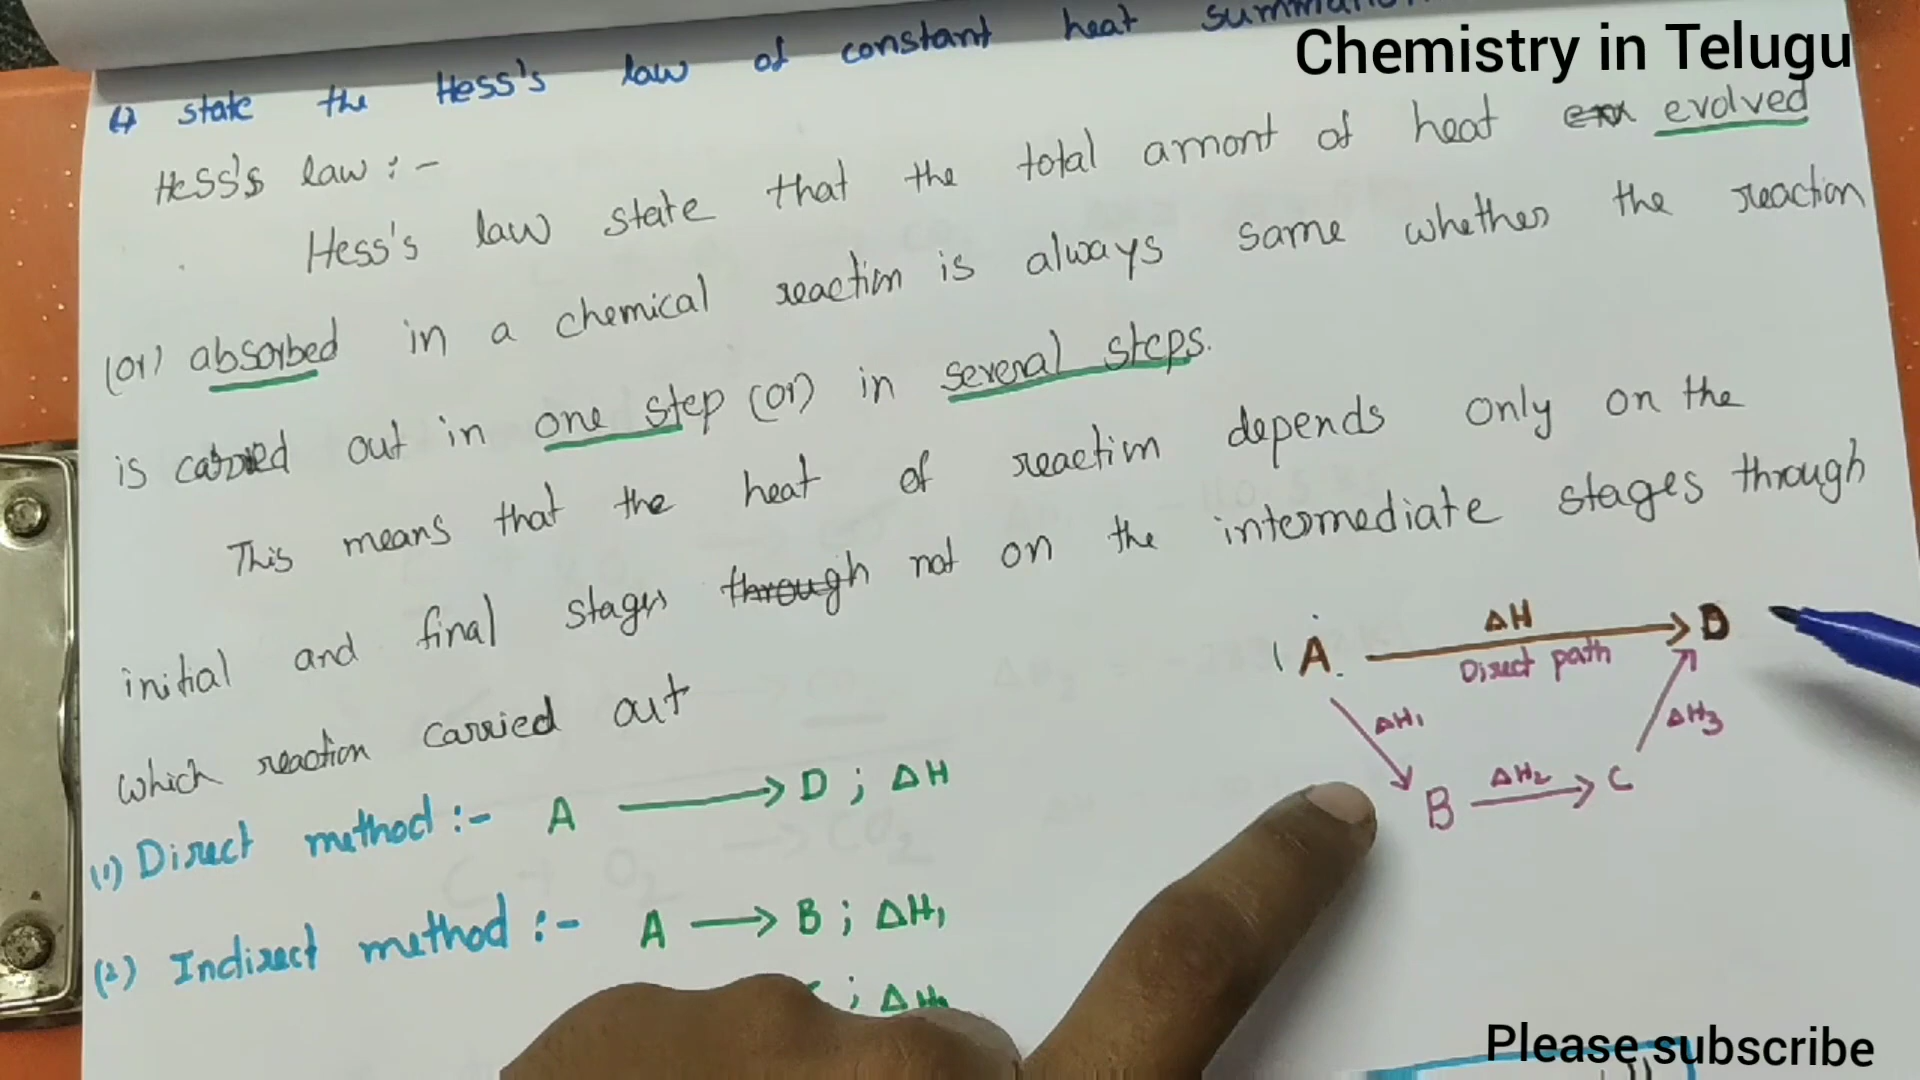 1) state the Hess's law of constant heat
Chemistry in Telugu
Hess's law :-
Hess's law state that the total amont of heat evolved
(or) absorbed in a chemical reaction is always same whether the reaction
is carried out in one step (or) in several steps.
This means that the heat of reaction depends only on the
initial and final stages through not on the intermediate stages through
which reaction carried out
(1) Direct method :- A ⟶ D ; ΔH
(2) Indirect method :- A ⟶ B ; ΔH₁
; ΔH₂
A ΔH D
Direct path
ΔH₁ ΔH₃
B ΔH₂ C
Please subscribe